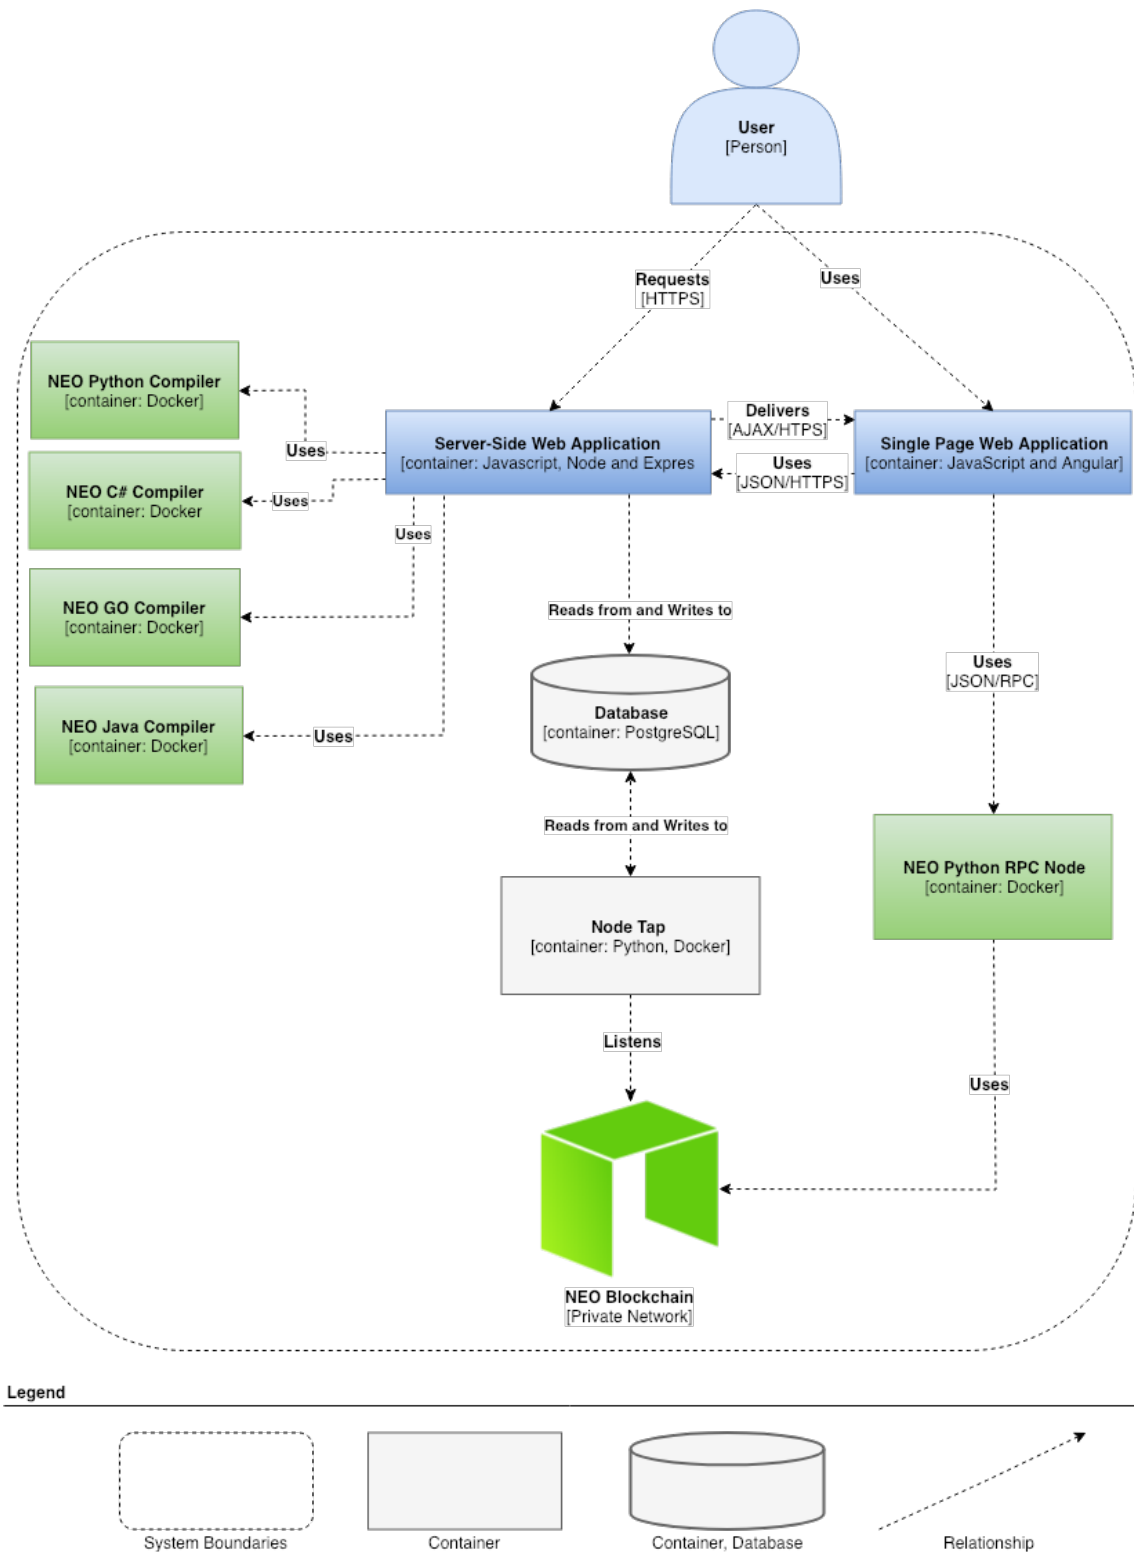 User
[Person]
Requests
[HTTPS]
Uses
NEO Python Compiler
[container: Docker]
Uses
Server-Side Web Application
[container: Javascript, Node and Expres
Delivers
[AJAX/HTPS]
Uses
[JSON/HTTPS]
Single Page Web Application
[container: JavaScript and Angular]
NEO C# Compiler
[container: Docker
Uses
Uses
NEO GO Compiler
[container: Docker]
Reads from and Writes to
Uses
[JSON/RPC]
NEO Java Compiler
[container: Docker]
Uses
Database
[container: PostgreSQL]
Reads from and Writes to
NEO Python RPC Node
[container: Docker]
Node Tap
[container: Python, Docker]
Listens
Uses
NEO Blockchain
[Private Network]
Legend
System Boundaries
Container
Container, Database
Relationship